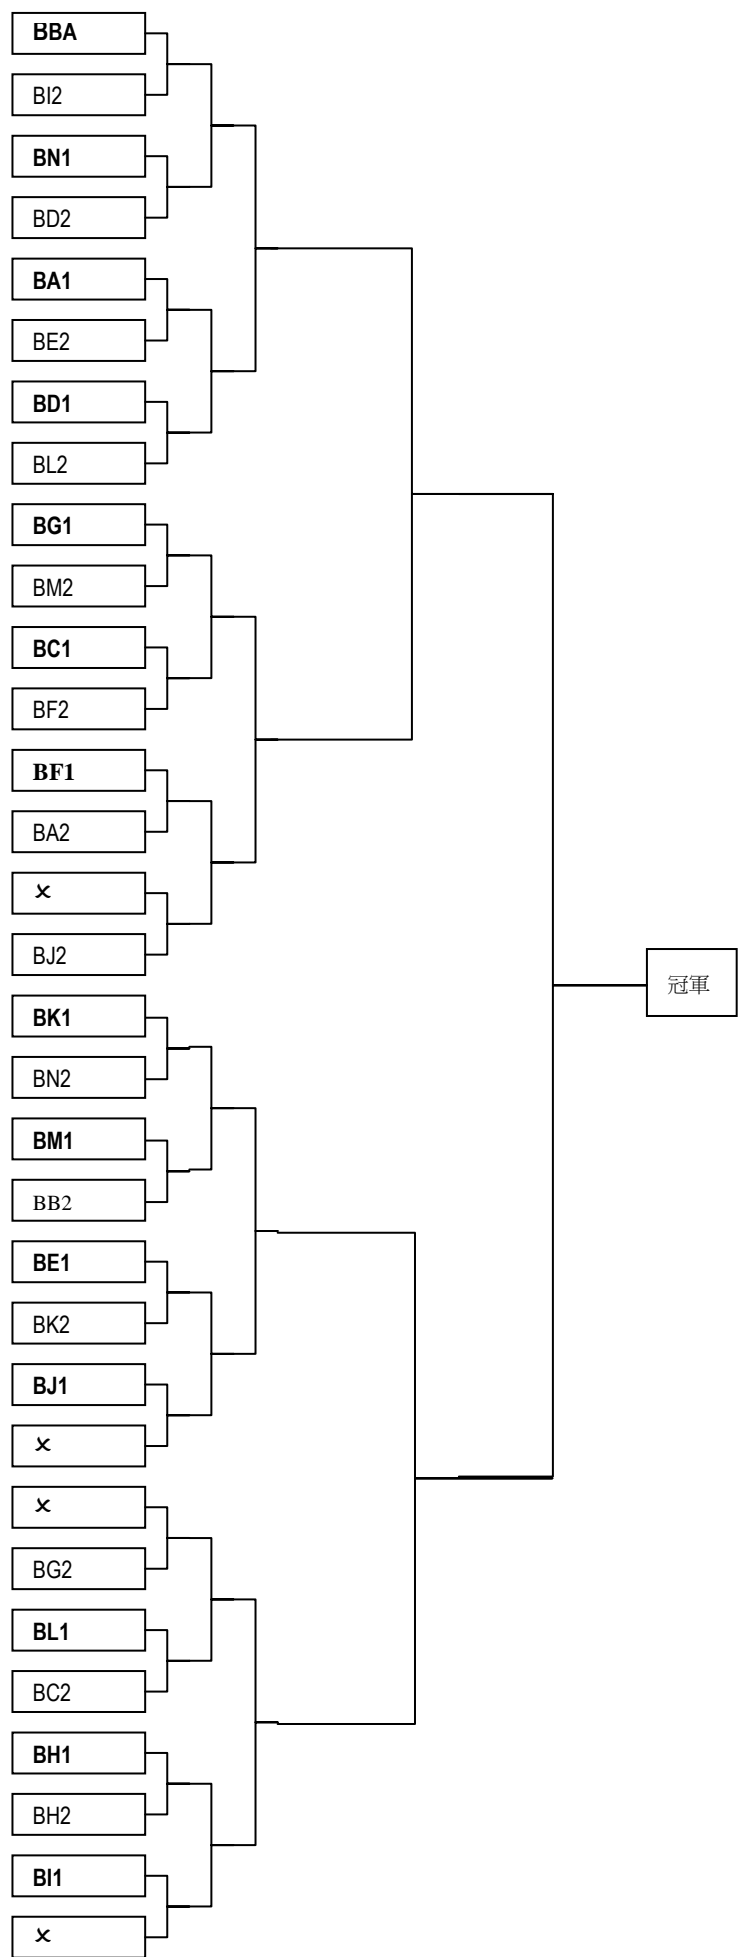 BBA
BI2
BN1
BD2
BA1
BE2
BD1
BL2
BG1
BM2
BC1
BF2
BF1
BA2
×
BJ2
冠軍
BK1
BN2
BM1
BB2
BE1
BK2
BJ1
×
×
BG2
BL1
BC2
BH1
BH2
BI1
×